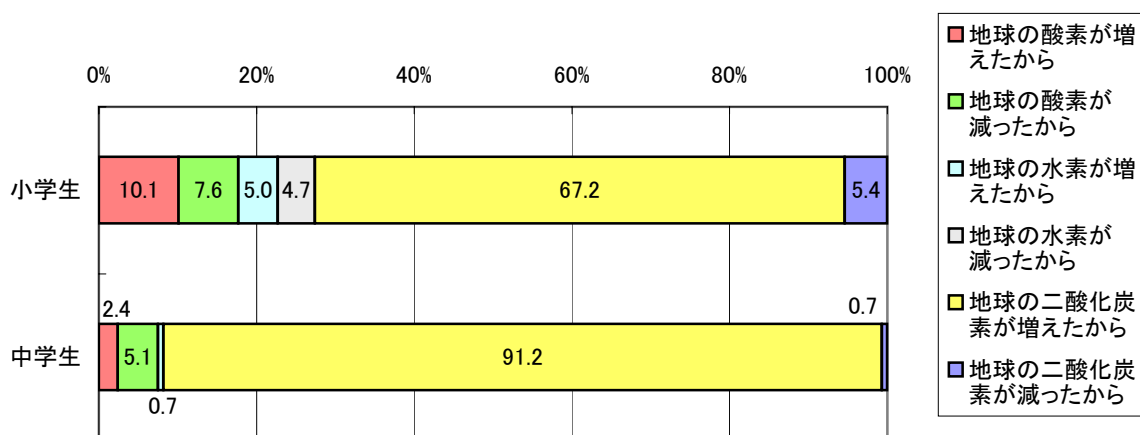 0%
20%
40%
60%
80%
100%
小学生
10.1
7.6
5.0
4.7
67.2
5.4
2.4
0.7
中学生
5.1
91.2
0.7
地球の酸素が増
えたから
地球の酸素が
減ったから
地球の水素が増
えたから
地球の水素が
減ったから
地球の二酸化炭
素が増えたから
地球の二酸化炭
素が減ったから